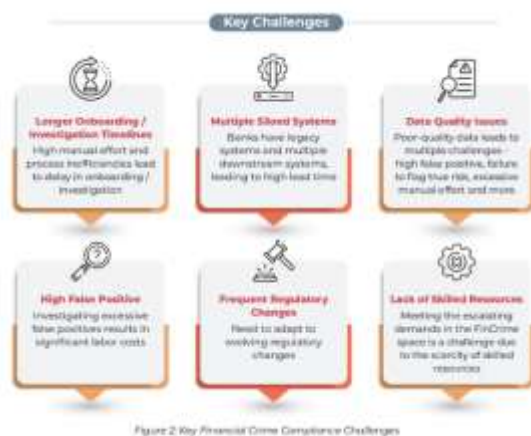 Key Challenges
Longer Onboarding /
Investigation Timelines
High manual effort and
process inefficiencies lead
to delay in onboarding /
investigation
Multiple Siloed Systems
Banks have legacy
systems and multiple
downstream systems,
leading to high lead time
Data Quality Issues
Poor-quality data leads to
multiple challenges -
high false positive, failure
to flag true risk, excessive
manual effort and more
High False Positive
Investigating excessive
false positives results in
significant labor costs
Frequent Regulatory
Changes
Need to adapt to
evolving regulatory
changes
Lack of Skilled Resources
Meeting the escalating
demands in the FinCrime
space is a challenge due
to the scarcity of skilled
resources
Figure 2 Key Financial Crime Compliance Challenges